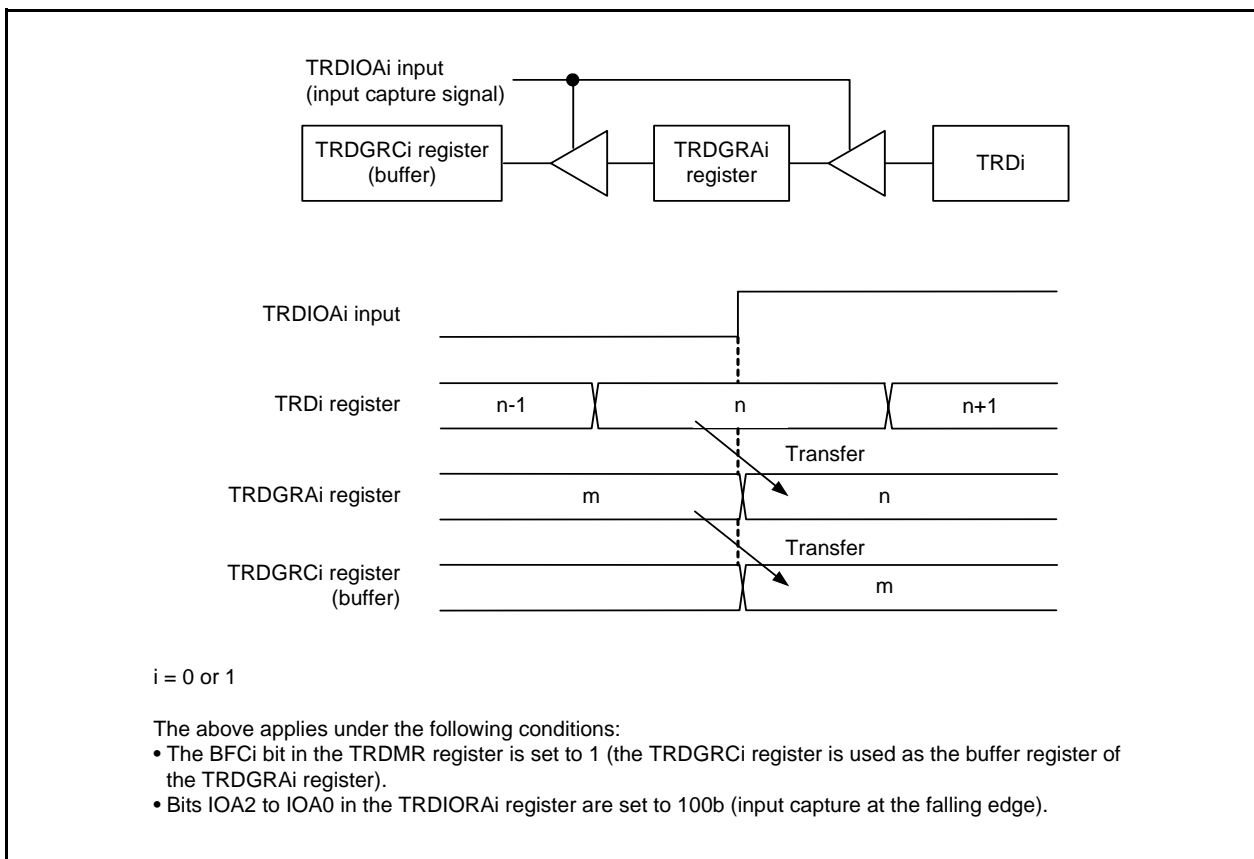 TRDIOAi input
(input capture signal)
TRDGRCi register
(buffer)
TRDGRAi
register
TRDi
TRDIOAi input
TRDi register
n-1
n
n+1
Transfer
TRDGRAi register
m
n
Transfer
TRDGRCi register
(buffer)
m
i = 0 or 1
The above applies under the following conditions:
• The BFCi bit in the TRDMR register is set to 1 (the TRDGRCi register is used as the buffer register of
the TRDGRAi register).
• Bits IOA2 to IOA0 in the TRDIORAi register are set to 100b (input capture at the falling edge).